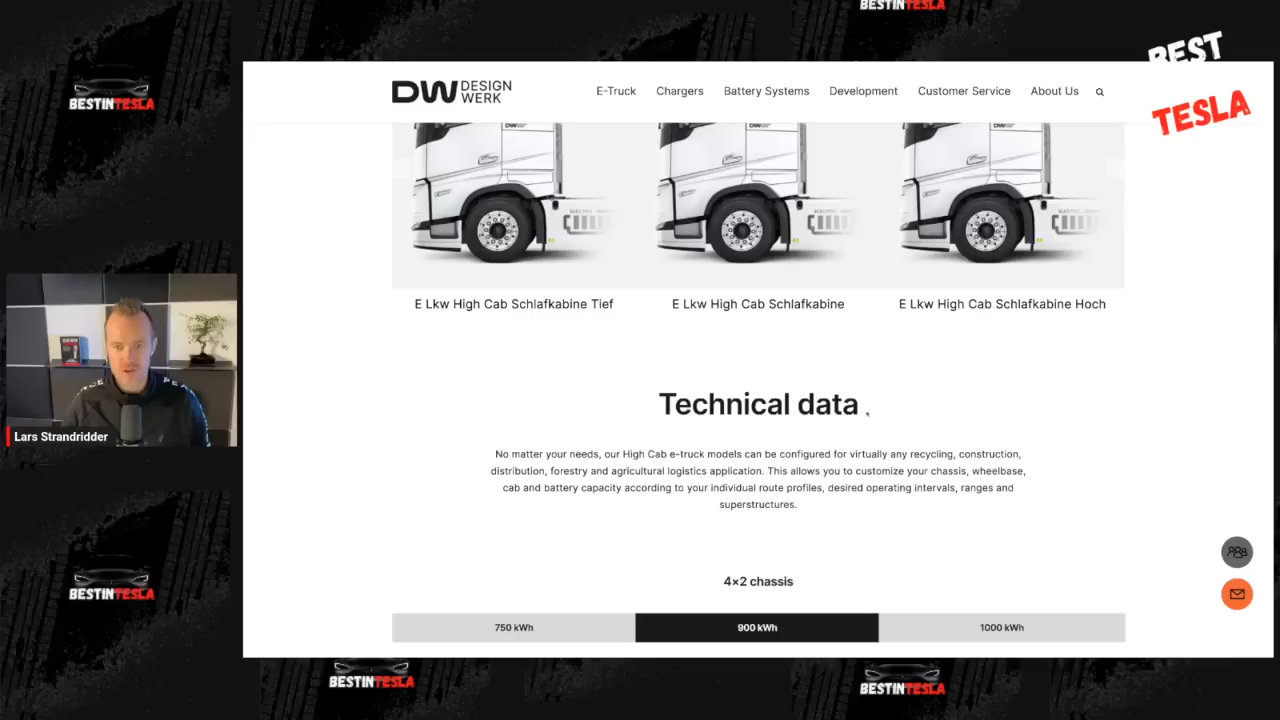 BESTINTESLA
BEST
TESLA
BESTINTESLA
DW DESIGN
WERK
E-Truck
Chargers
Battery Systems
Development
Customer Service
About Us
E Lkw High Cab Schlafkabine Tief
E Lkw High Cab Schlafkabine
E Lkw High Cab Schlafkabine Hoch
Lars Strandridder
Technical data
No matter your needs, our High Cab e-truck models can be configured for virtually any recycling, construction,
distribution, forestry and agricultural logistics application. This allows you to customize your chassis, wheelbase,
cab and battery capacity according to your individual route profiles, desired operating intervals, ranges and
superstructures.
4×2 chassis
750 kWh
900 kWh
1000 kWh
BESTINTESLA
BESTINTESLA
BESTINTESLA